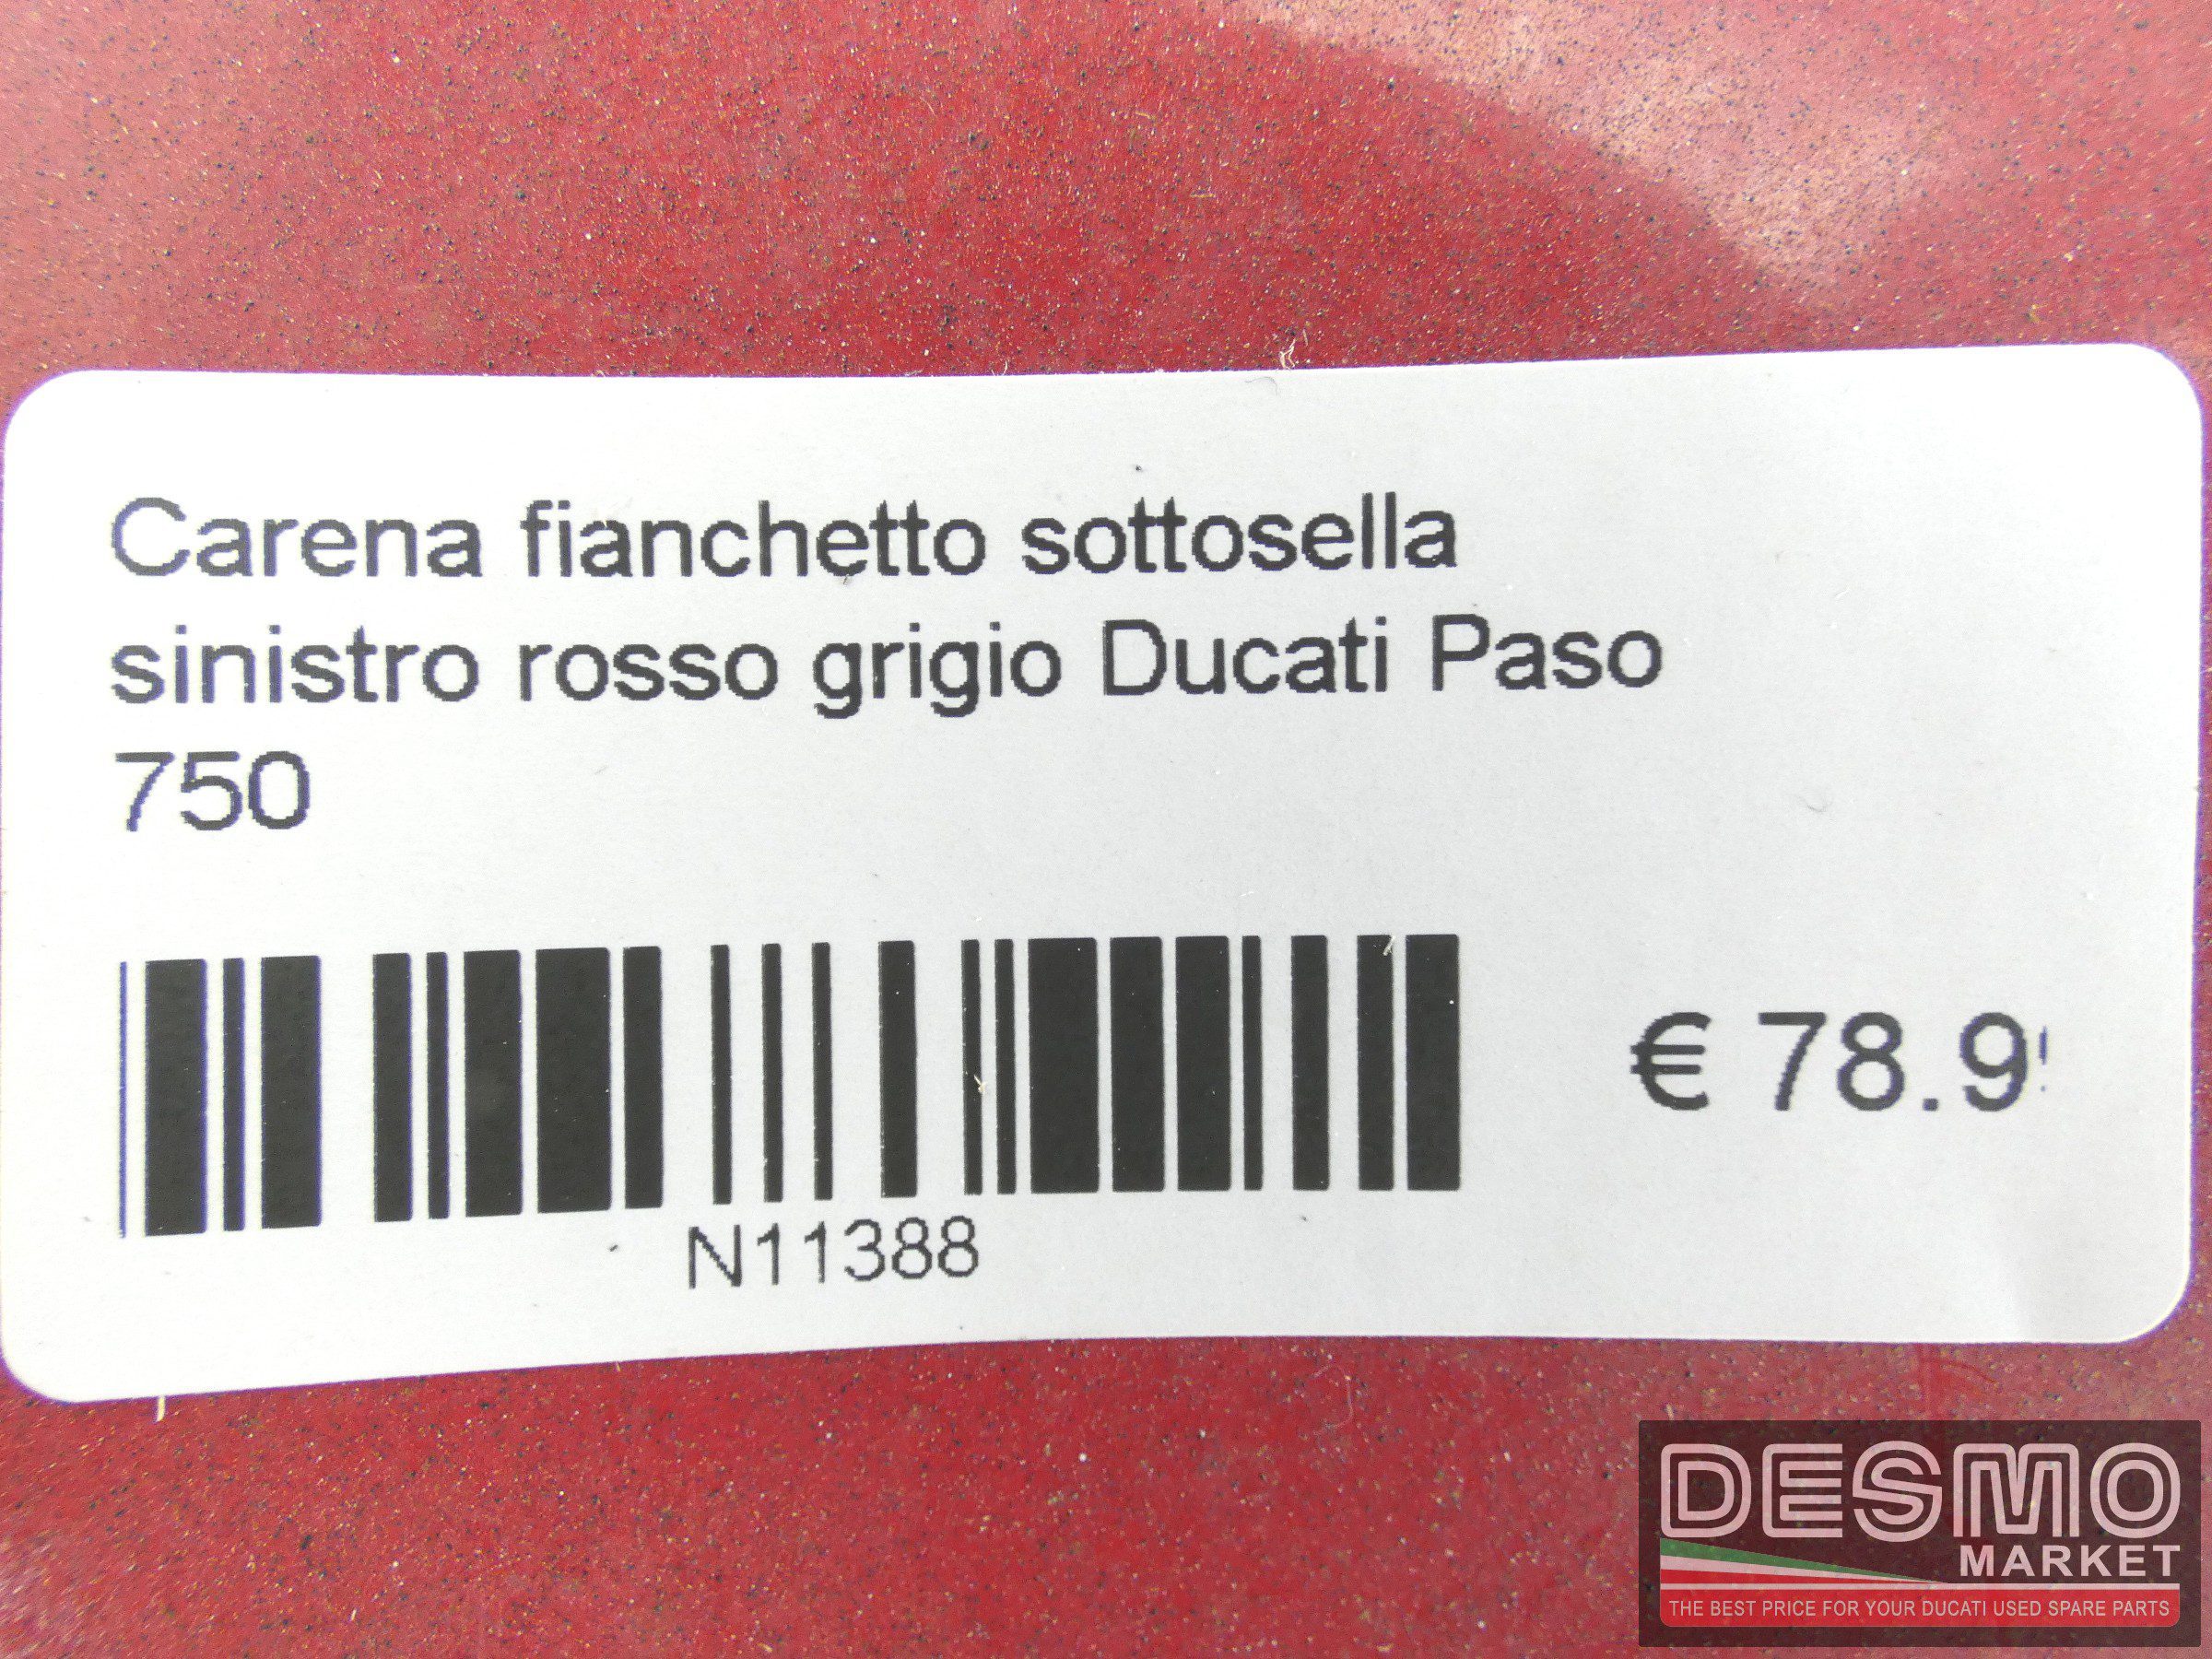 Carena fianchetto sottosella
sinistro rosso grigio Ducati Paso
750
€ 78.9
N11388
DESMO
MARKET
THE BEST PRICE FOR YOUR DUCATI USED SPARE PARTS